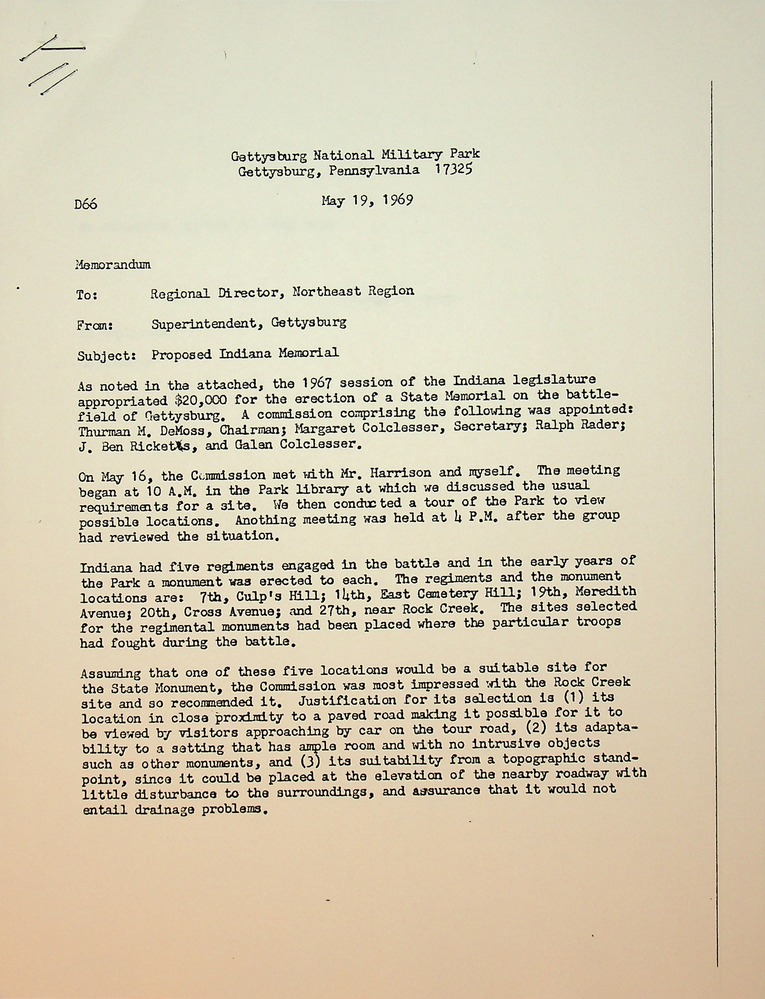 Gettysburg National Military Park
Gettysburg, Pennsylvania 17325
D66
May 19, 1969
Memorandum
To: Regional Director, Northeast Region
From: Superintendent, Gettysburg
Subject: Proposed Indiana Memorial
As noted in the attached, the 1967 session of the Indiana legislature
appropriated $20,000 for the erection of a State Memorial on the battle-
field of Gettysburg. A commission comprising the following was appointed:
Thurman M. DeMoss, Chairman; Margaret Colclesser, Secretary; Ralph Rader;
J. Ben Ricketts, and Galen Colclesser.
On May 16, the Commission met with Mr. Harrison and myself. The meeting
began at 10 A.M. in the Park library at which we discussed the usual
requirements for a site. We then conducted a tour of the Park to view
possible locations. Anothing meeting was held at 4 P.M. after the group
had reviewed the situation.
Indiana had five regiments engaged in the battle and in the early years of
the Park a monument was erected to each. The regiments and the monument
locations are: 7th, Culp's Hill; 14th, East Cemetery Hill; 19th, Meredith
Avenue; 20th, Cross Avenue; and 27th, near Rock Creek. The sites selected
for the regimental monuments had been placed where the particular troops
had fought during the battle.
Assuming that one of these five locations would be a suitable site for
the State Monument, the Commission was most impressed with the Rock Creek
site and so recommended it. Justification for its selection is (1) its
location in close proximity to a paved road making it possible for it to
be viewed by visitors approaching by car on the tour road, (2) its adapta-
bility to a setting that has ample room and with no intrusive objects
such as other monuments, and (3) its suitability from a topographic stand-
point, since it could be placed at the elevation of the nearby roadway with
little disturbance to the surroundings, and assurance that it would not
entail drainage problems.